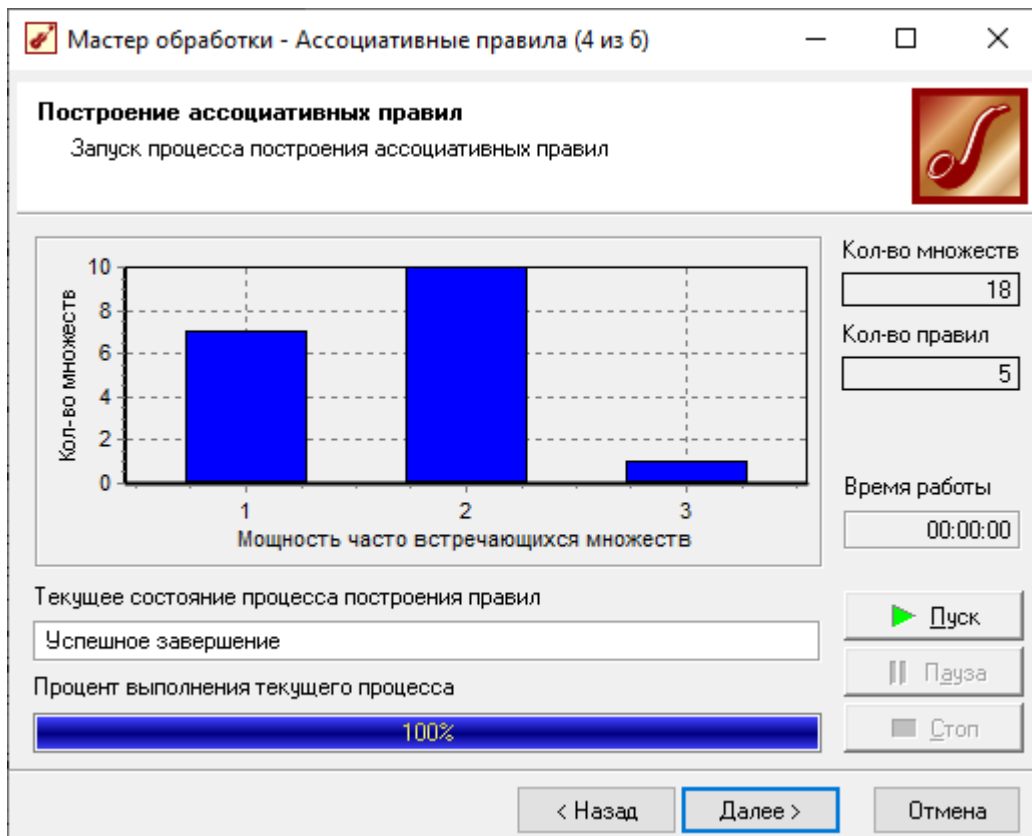 Мастер обработки - Ассоциативные правила (4 из 6)
Построение ассоциативных правил
Запуск процесса построения ассоциативных правил
Кол-во множеств
10
8
6
4
2
0
1 2 3
Мощность часто встречающихся множеств
Кол-во множеств
18
Кол-во правил
5
Время работы
00:00:00
Текущее состояние процесса построения правил
Успешное завершение
Процент выполнения текущего процесса
100%
Пуск
Пауза
Стоп
< Назад
Далее >
Отмена